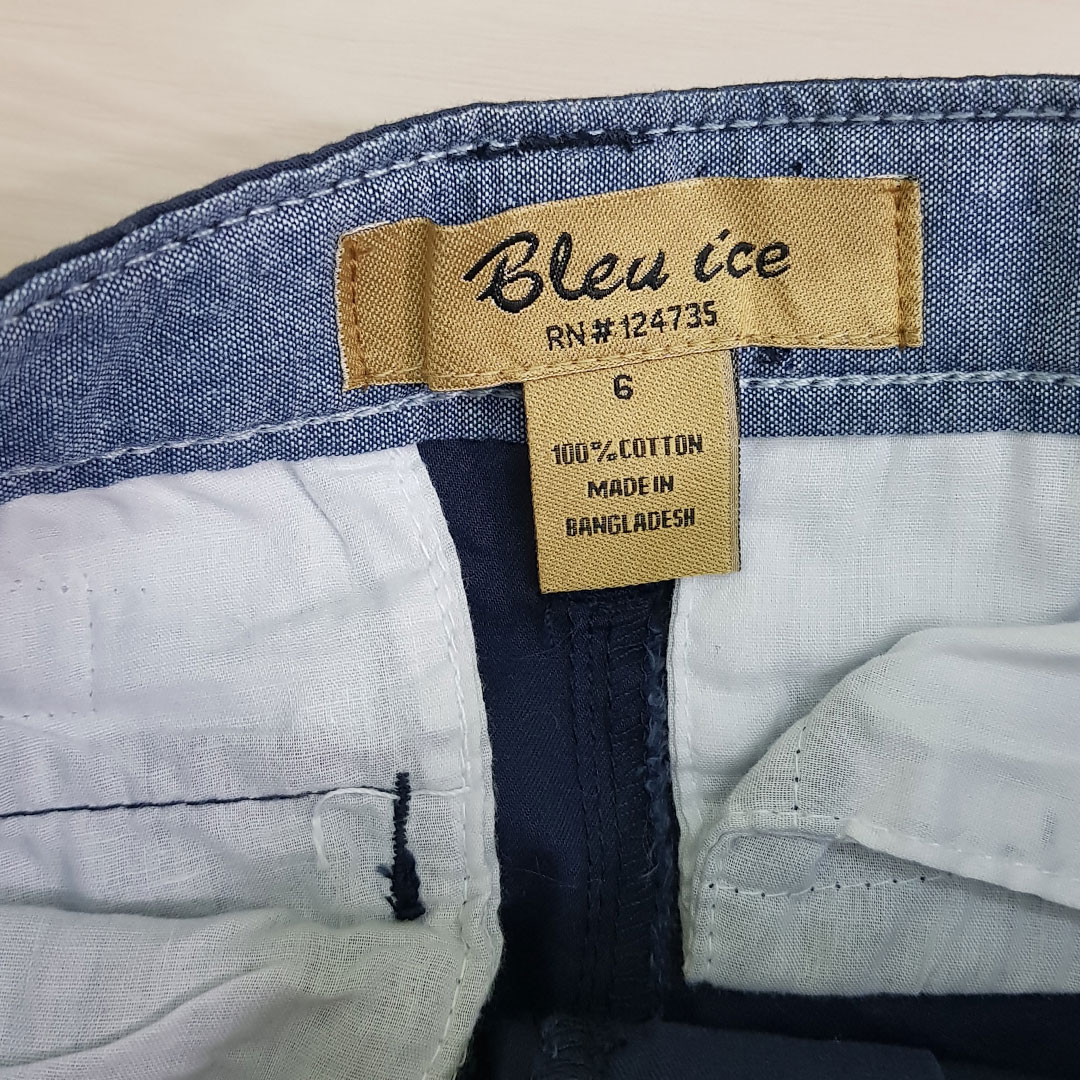 Bleu ice
RN # 124735
6
100% COTTON
MADE IN
BANGLADESH